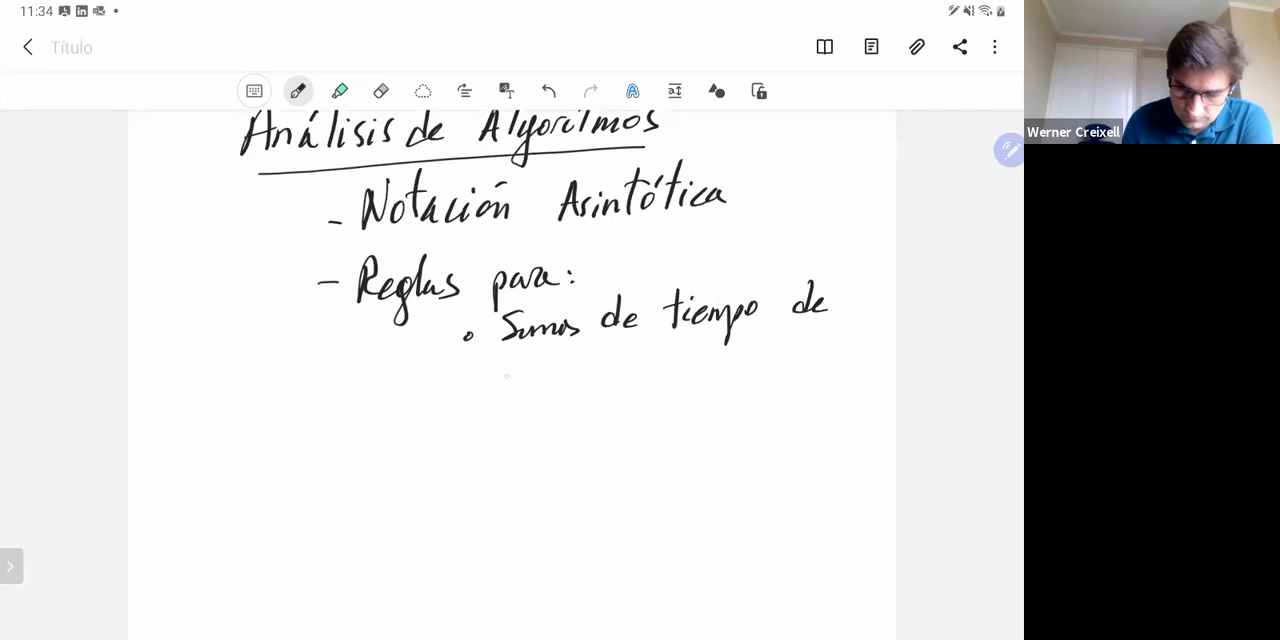 11:34
Título
Análisis de Algoritmos
- Notación Asintótica
- Reglas para:
• Sumas de tiempo de
Werner Creixell